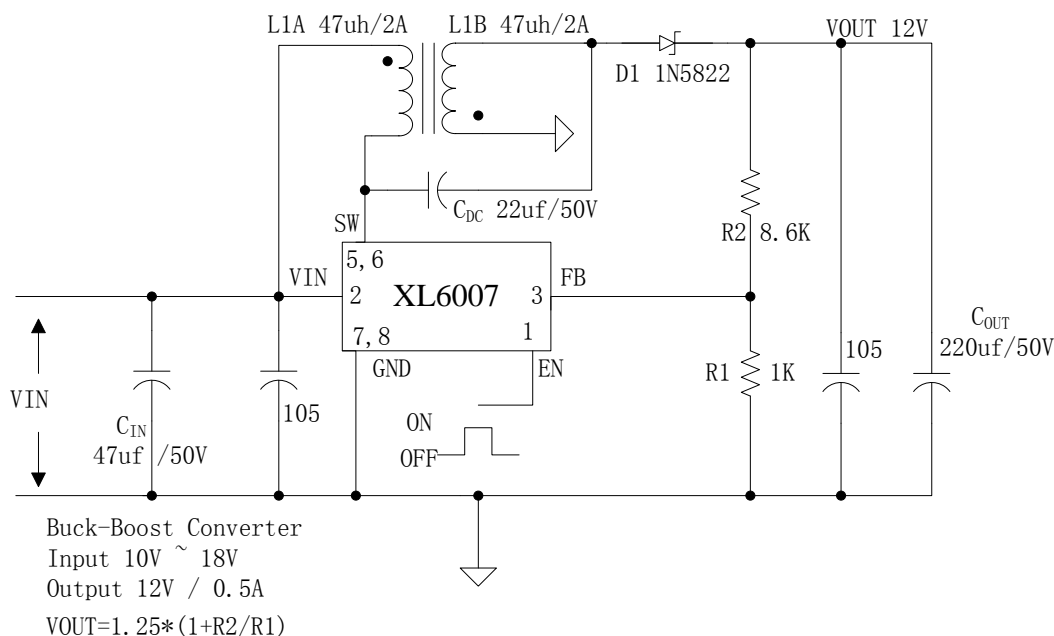 L1A 47uh/2A L1B 47uh/2A
VOUT 12V
D1 1N5822
CDC 22uf/50V
SW
R2 8.6K
5,6
VIN
2
XL6007
3
FB
7,8
1
GND
EN
COUT
220uf/50V
105
R1 1K
VIN
105
CIN
47uf /50V
ON
OFF
Buck-Boost Converter
Input 10V ~ 18V
Output 12V / 0.5A
VOUT=1.25*(1+R2/R1)